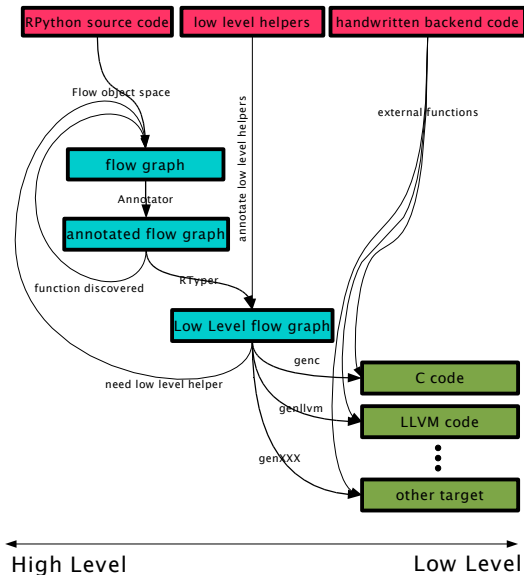 RPython source code
low level helpers
handwritten backend code
Flow object space
external functions
flow graph
annotate low level helpers
Annotator
annotated flow graph
function discovered
RTyper
Low Level flow graph
genc
need low level helper
C code
genllvm
LLVM code
genXXX
other target
High Level
Low Level